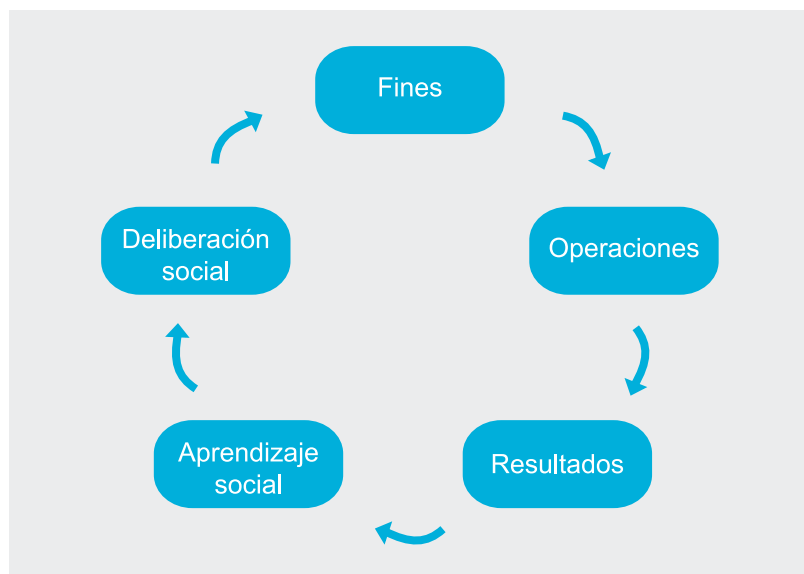 Fines
Operaciones
Resultados
Aprendizaje
social
Deliberación
social